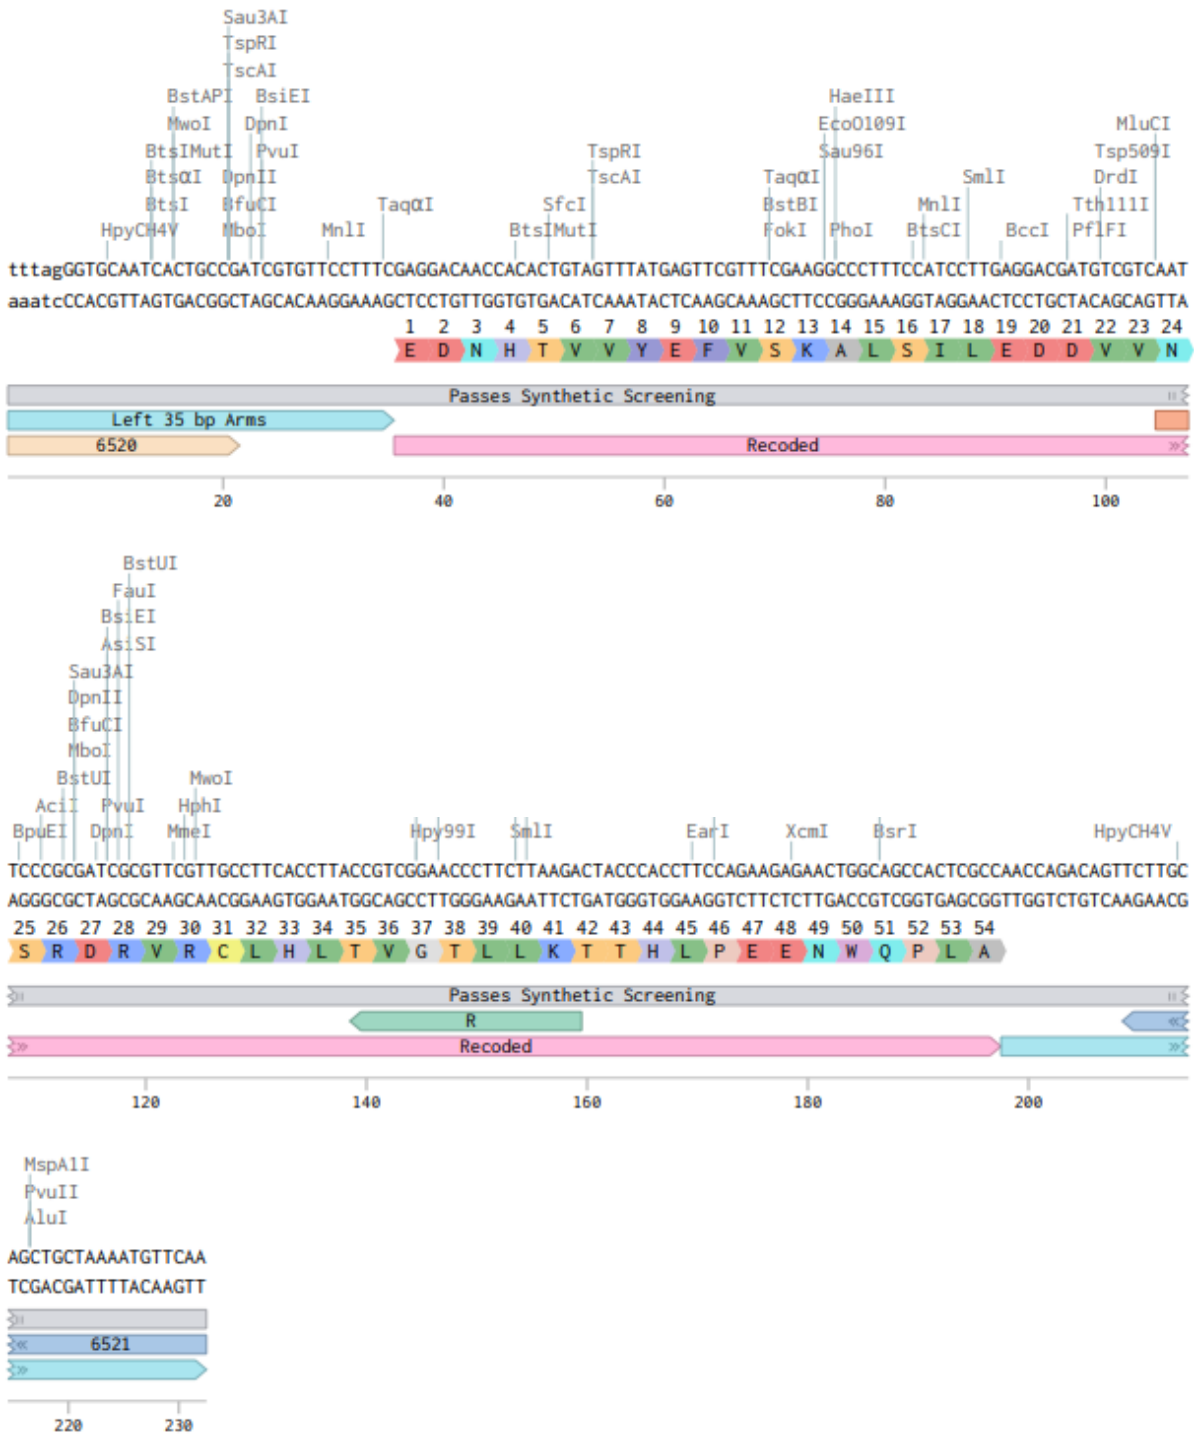 Sau3AI
TspRI
TscAI
BstAPI BsiEI HaeIII
MwoI DpnI EcoO109I MluCI
BtsIMutI PvuI TspRI Sau96I Tsp509I
BtsαI DpnII TscAI TaqαI SmlI DrdI
BtsI BfuCI TaqαI SfcI BstBI MnlI Tth111I
HpyCH4V MboI MnlI BtsIMutI FokI PhoI BtsCI BccI PflFI
tttagGGTGCAATCACTGCCGATCGTGTTCCTTTCGAGGACAACCACACTGTAGTTTATGAGTTCGTTTCGAAGGCCCTTTCCATCCTTGAGGACGATGTCGTCAAT
aaatcCCACGTTAGTGACGGCTAGCACAAGGAAAGCTCCTGTTGGTGTGACATCAAATACTCAAGCAAAGCTTCCGGGAAAGGTAGGAACTCCTGCTACAGCAGTTA
1 2 3 4 5 6 7 8 9 10 11 12 13 14 15 16 17 18 19 20 21 22 23 24
E D N H T V V Y E F V S K A L S I L E D D V V N
Passes Synthetic Screening
Left 35 bp Arms
6520 Recoded
20 40 60 80 100
BstUI
FauI
BsiEI
AsiSI
Sau3AI
DpnII
BfuCI
MboI
BstUI MwoI
AciI PvuI HphI
BpuEI DpnI MmeI Hpy99I SmlI EarI XcmI BsrI HpyCH4V
TCCCGCGATCGCGTTCGTTGCCTTCACCTTACCGTCGGAACCCTTCTTAAGACTACCCACCTTCCAGAAGAGAACTGGCAGCCACTCGCCAACCAGACAGTTCTTGC
AGGGCGCTAGCGCAAGCAACGGAAGTGGAATGGCAGCCTTGGGAAGAATTCTGATGGGTGGAAGGTCTTCTCTTGACCGTCGGTGAGCGGTTGGTCTGTCAAGAACG
25 26 27 28 29 30 31 32 33 34 35 36 37 38 39 40 41 42 43 44 45 46 47 48 49 50 51 52 53 54
S R D R V R C L H L T V G T L L K T T H L P E E N W Q P L A
Passes Synthetic Screening
R
Recoded
120 140 160 180 200
MspA1I
PvuII
AluI
AGCTGCTAAAATGTTCAA
TCGACGATTTTACAAGTT
6521
220 230